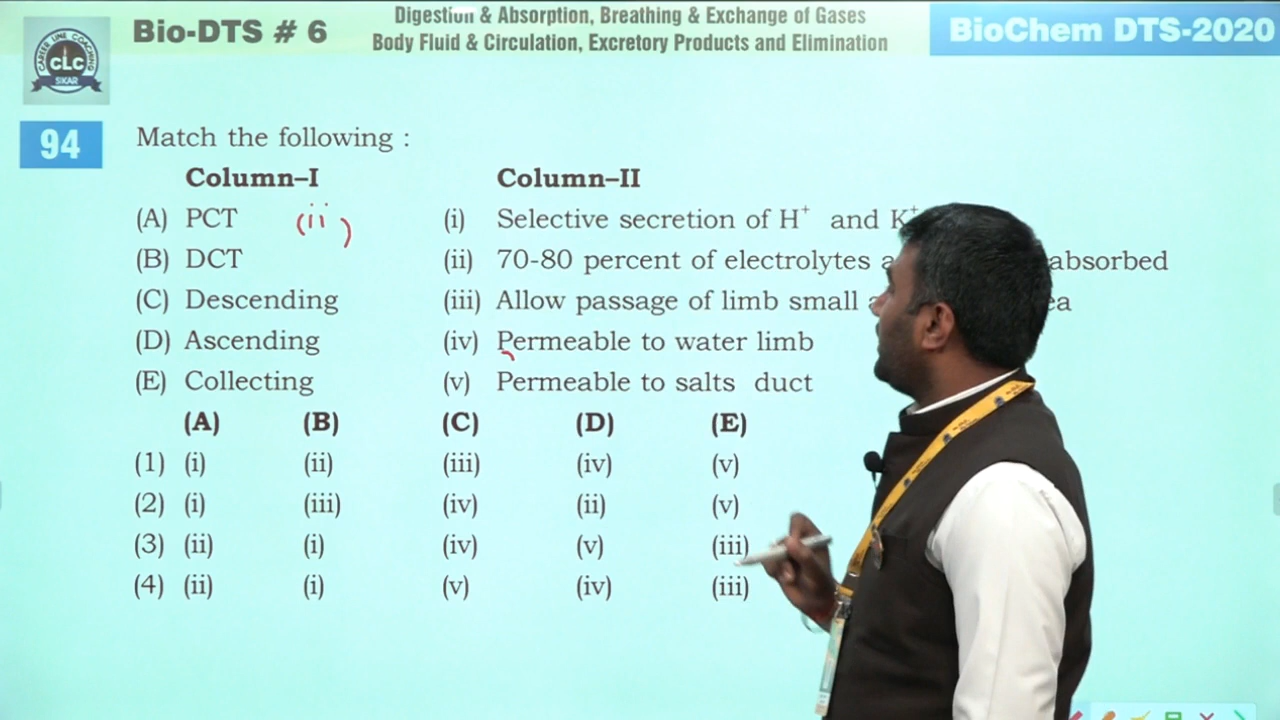 CAREER LINE COACHING
CLC
SIKAR
Bio-DTS # 6
Digestion & Absorption, Breathing & Exchange of Gases
Body Fluid & Circulation, Excretory Products and Elimination
BioChem DTS-2020
94
Match the following :
Column–I Column–II
(A) PCT (ii) (i) Selective secretion of H⁺ and K⁺
(B) DCT (ii) 70-80 percent of electrolytes absorbed
(C) Descending (iii) Allow passage of limb small
(D) Ascending (iv) Permeable to water limb
(E) Collecting (v) Permeable to salts duct
(A) (B) (C) (D) (E)
(1) (i) (ii) (iii) (iv) (v)
(2) (i) (iii) (iv) (ii) (v)
(3) (ii) (i) (iv) (v) (iii)
(4) (ii) (i) (v) (iv) (iii)